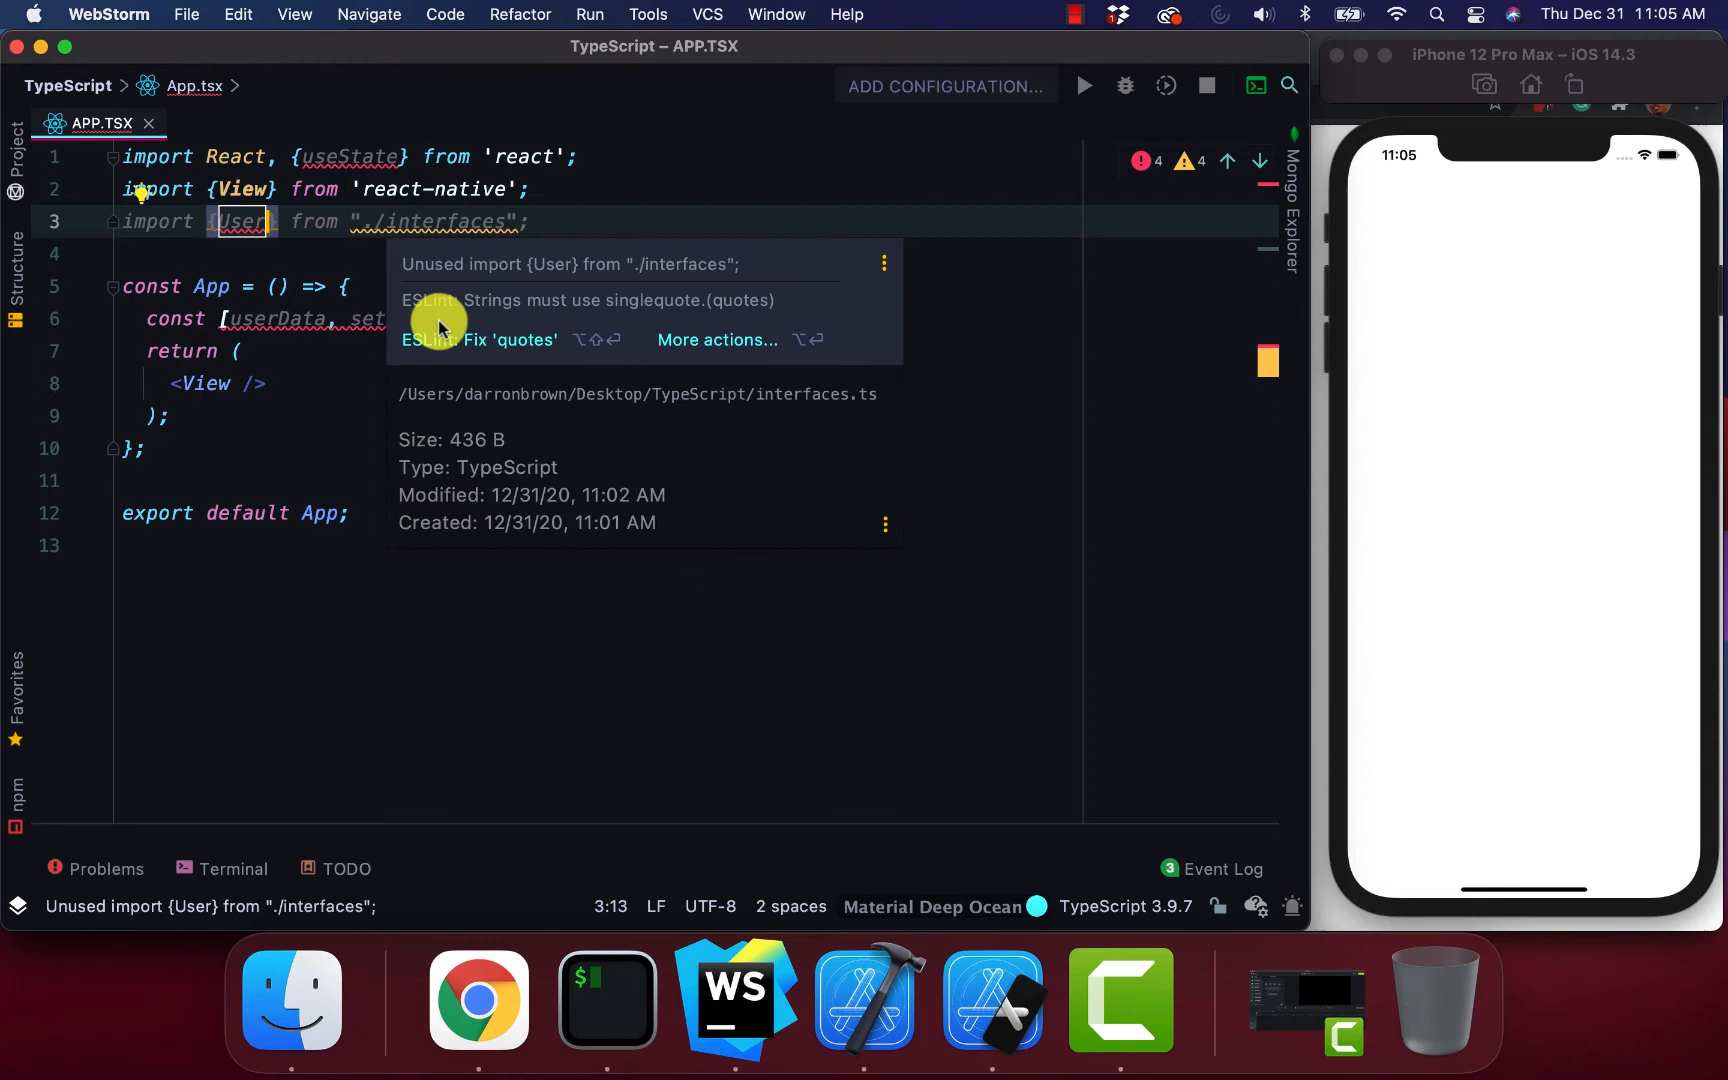 WebStorm File Edit View Navigate Code Refactor Run Tools VCS Window Help Thu Dec 31 11:05 AM
TypeScript – APP.TSX
iPhone 12 Pro Max – iOS 14.3
TypeScript App.tsx
ADD CONFIGURATION...
APP.TSX
Project
Structure
Favorites
npm
Mongo Explorer
4 4
1 import React, {useState} from 'react';
2 import {View} from 'react-native';
3 import {User} from "./interfaces";
4
5 const App = () => {
6 const [userData, set
7 return (
8 <View />
9 );
10 };
11
12 export default App;
13
Unused import {User} from "./interfaces";
ESLint: Strings must use singlequote.(quotes)
ESLint: Fix 'quotes' ⌥⇧⏎ More actions... ⌥⏎
/Users/darronbrown/Desktop/TypeScript/interfaces.ts
Size: 436 B
Type: TypeScript
Modified: 12/31/20, 11:02 AM
Created: 12/31/20, 11:01 AM
11:05
Problems Terminal TODO
3 Event Log
Unused import {User} from "./interfaces";
3:13 LF UTF-8 2 spaces Material Deep Ocean TypeScript 3.9.7
$
WS
C
C